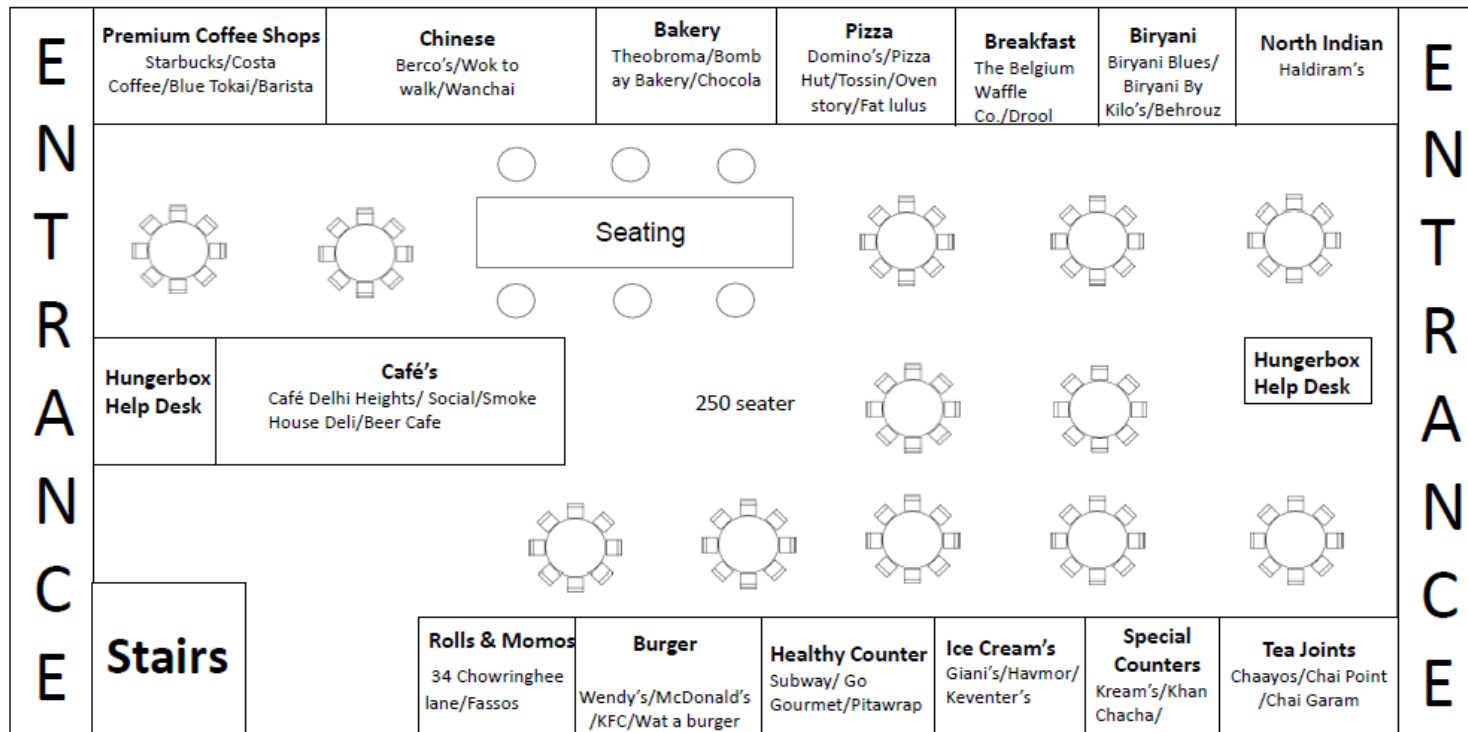 ENTRANCE
Premium Coffee Shops
Starbucks/Costa
Coffee/Blue Tokai/Barista
Chinese
Berco's/Wok to
walk/Wanchai
Bakery
Theobroma/Bomb
ay Bakery/Chocola
Pizza
Domino's/Pizza
Hut/Tossin/Oven
story/Fat lulus
Breakfast
The Belgium
Waffle
Co./Drool
Biryani
Biryani Blues/
Biryani By
Kilo's/Behrouz
North Indian
Haldiram's
ENTRANCE
Seating
Hungerbox
Help Desk
Café's
Café Delhi Heights/ Social/Smoke
House Deli/Beer Cafe
250 seater
Hungerbox
Help Desk
Stairs
Rolls & Momos
34 Chowringhee
lane/Fassos
Burger
Wendy's/McDonald's
/KFC/Wat a burger
Healthy Counter
Subway/ Go
Gourmet/Pitawrap
Ice Cream's
Giani's/Havmor/
Keventer's
Special
Counters
Kream's/Khan
Chacha/
Tea Joints
Chaayos/Chai Point
/Chai Garam